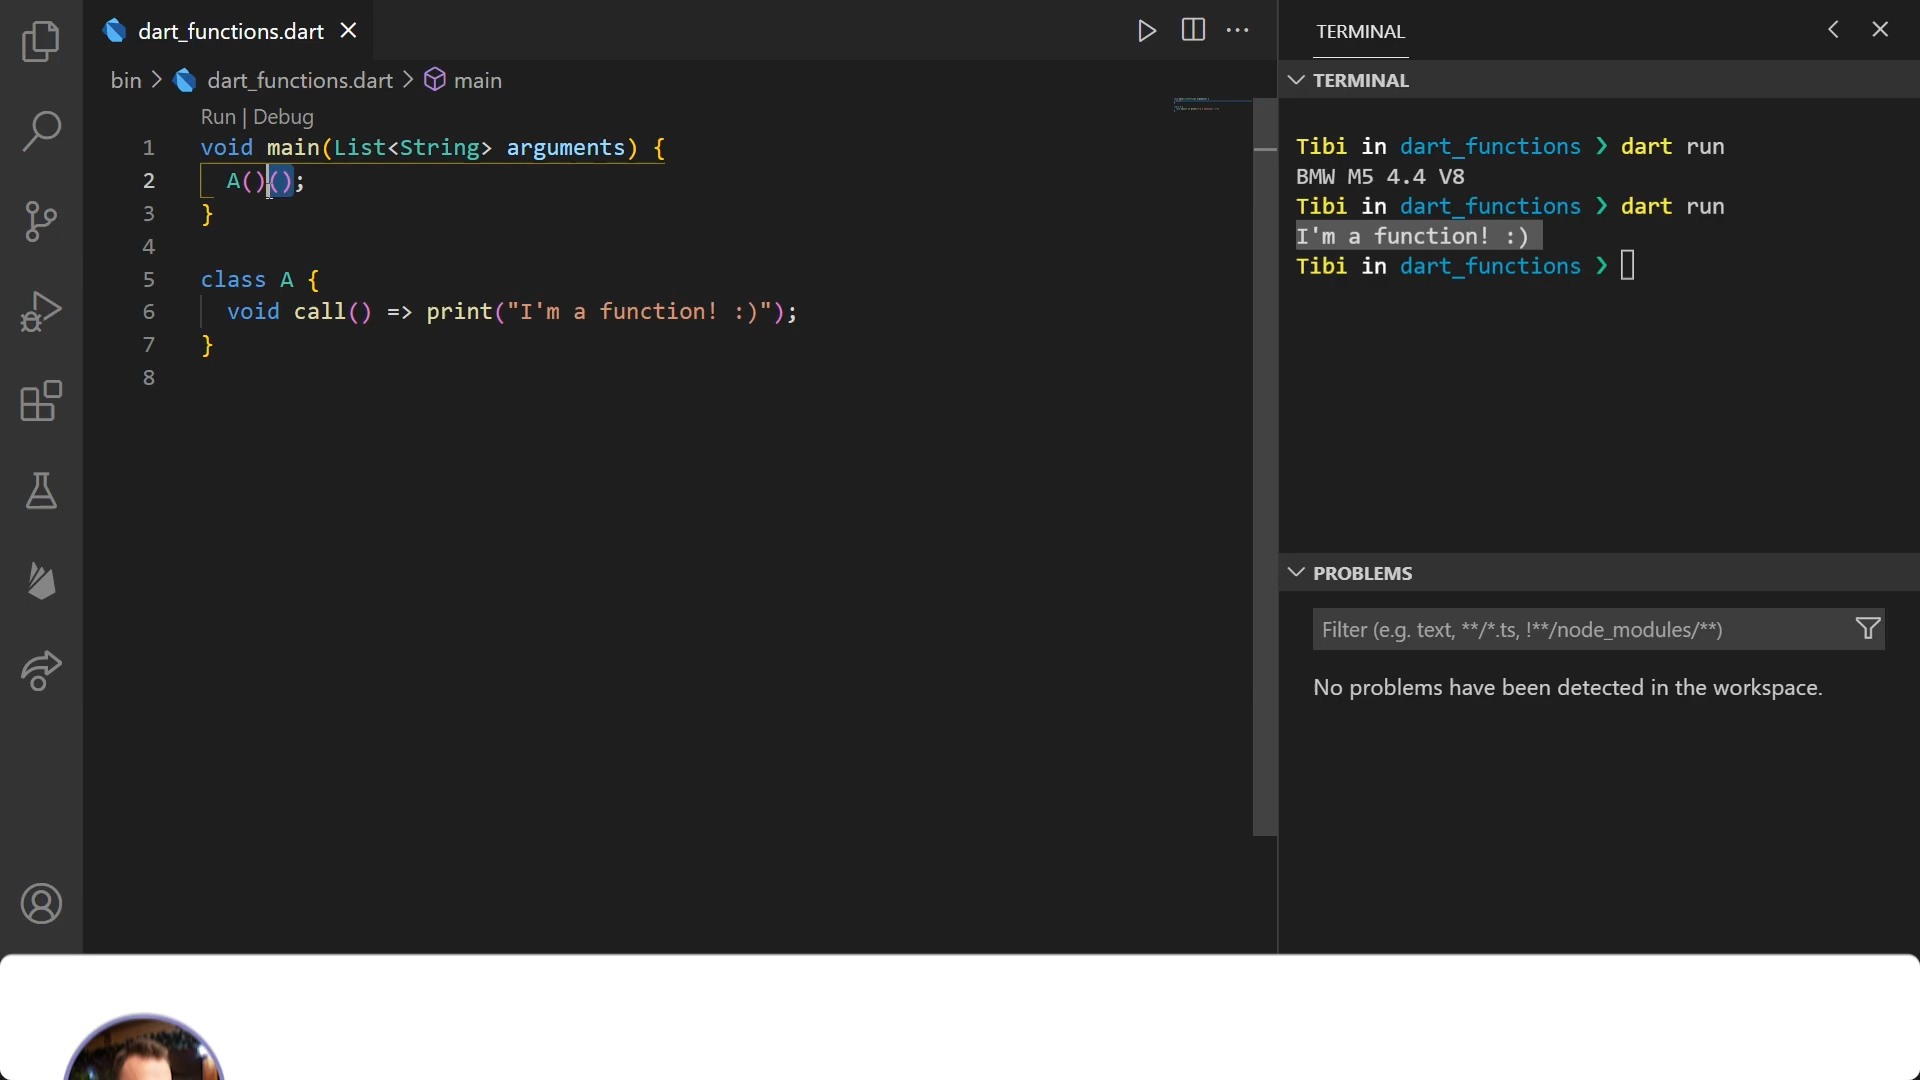 dart_functions.dart
bin > dart_functions.dart > main
Run | Debug
1 void main(List<String> arguments) {
2 A()();
3 }
4
5 class A {
6 void call() => print("I'm a function! :)");
7 }
8
TERMINAL
TERMINAL
Tibi in dart_functions ❯ dart run
BMW M5 4.4 V8
Tibi in dart_functions ❯ dart run
I'm a function! :)
Tibi in dart_functions ❯
PROBLEMS
Filter (e.g. text, **/*.ts, !**/node_modules/**)
No problems have been detected in the workspace.